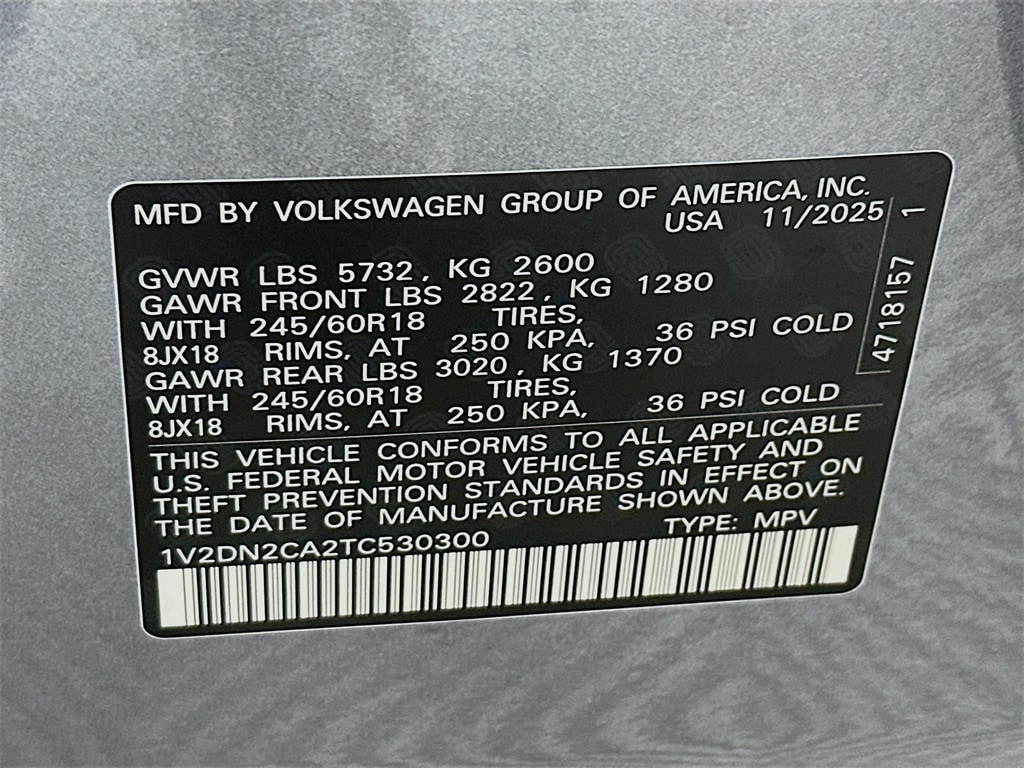 MFD BY VOLKSWAGEN GROUP OF AMERICA, INC.
USA 11/2025
GVWR LBS 5732, KG 2600
GAWR FRONT LBS 2822, KG 1280
WITH 245/60R18 TIRES,
8JX18 RIMS, AT 250 KPA, 36 PSI COLD
GAWR REAR LBS 3020, KG 1370
WITH 245/60R18 TIRES,
8JX18 RIMS, AT 250 KPA, 36 PSI COLD
THIS VEHICLE CONFORMS TO ALL APPLICABLE
U.S. FEDERAL MOTOR VEHICLE SAFETY AND
THEFT PREVENTION STANDARDS IN EFFECT ON
THE DATE OF MANUFACTURE SHOWN ABOVE.
1V2DN2CA2TC530300 TYPE: MPV
4718157 1